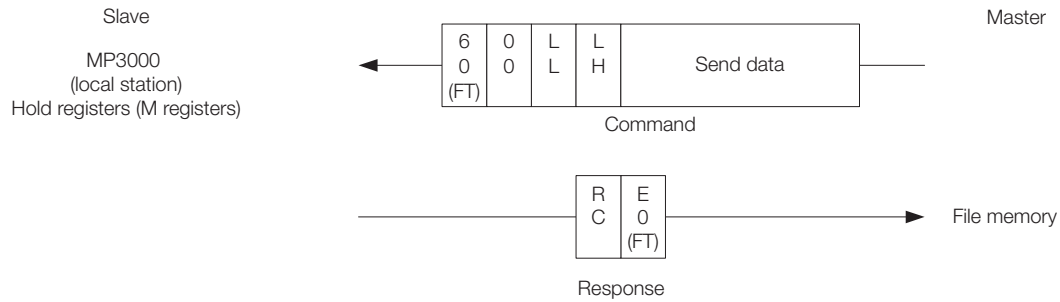 Slave
Master
MP3000
(local station)
Hold registers (M registers)
6 0 L L
0 0 L H
(FT)
Send data
Command
R E
C 0
(FT)
File memory
Response